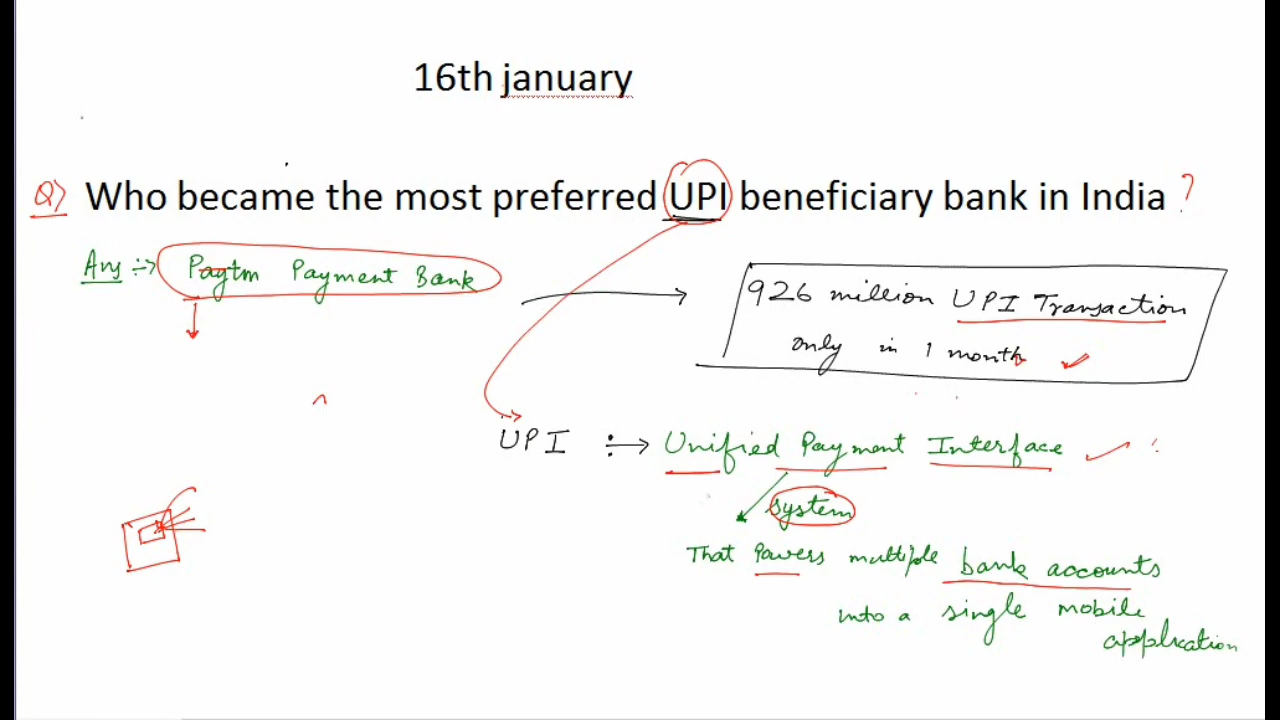 16th january
Q) Who became the most preferred UPI beneficiary bank in India ?
Ans ÷> Paytm Payment Bank
926 million UPI Transaction
only in 1 month
UPI ÷→ Unified Payment Interface
system
That Powers multiple bank accounts
into a single mobile
application